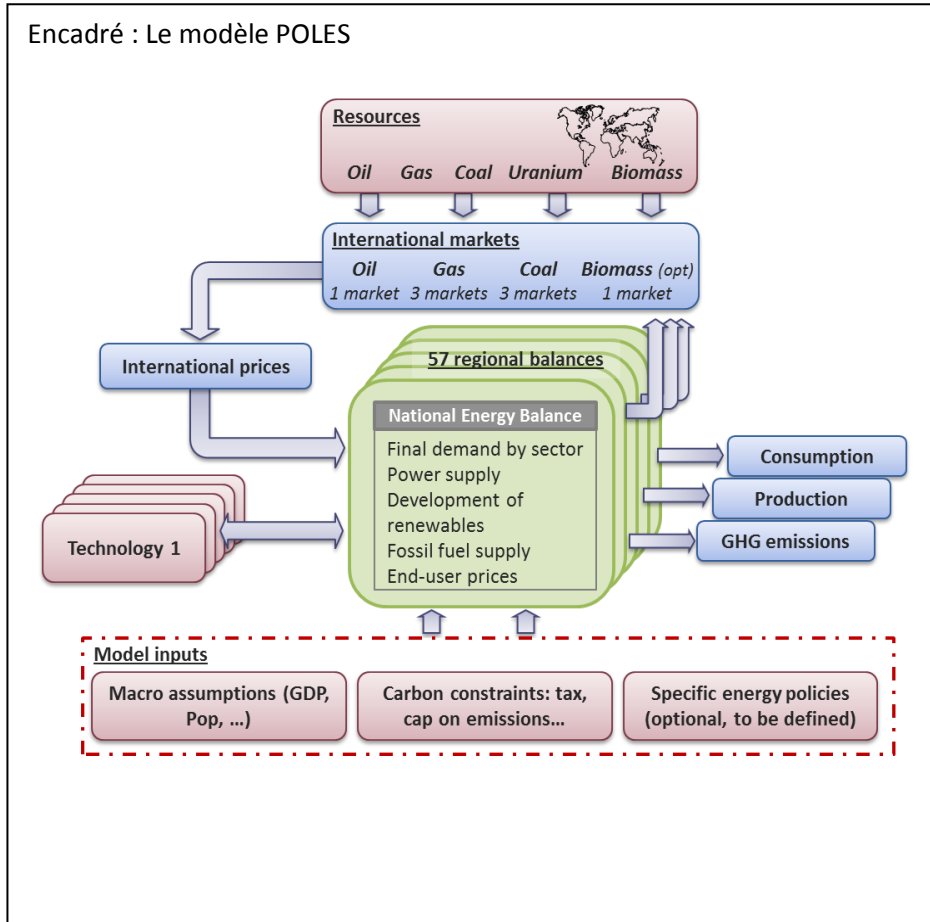 Encadré : Le modèle POLES
Resources
Oil Gas Coal Uranium Biomass
International markets
Oil Gas Coal Biomass (opt)
1 market 3 markets 3 markets 1 market
International prices
57 regional balances
National Energy Balance
Final demand by sector
Power supply
Development of
renewables
Fossil fuel supply
End-user prices
Consumption
Production
GHG emissions
Technology 1
Model inputs
Macro assumptions (GDP,
Pop, ...)
Carbon constraints: tax,
cap on emissions…
Specific energy policies
(optional, to be defined)